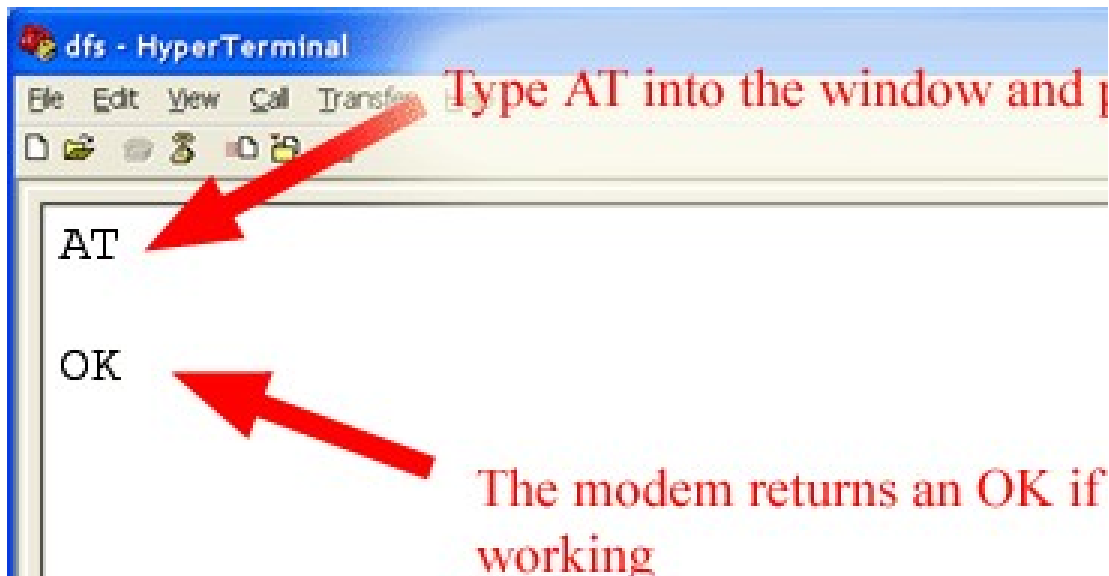 dfs - HyperTerminal
File Edit View Call Transfer
Type AT into the window and
AT
OK
The modem returns an OK if
working